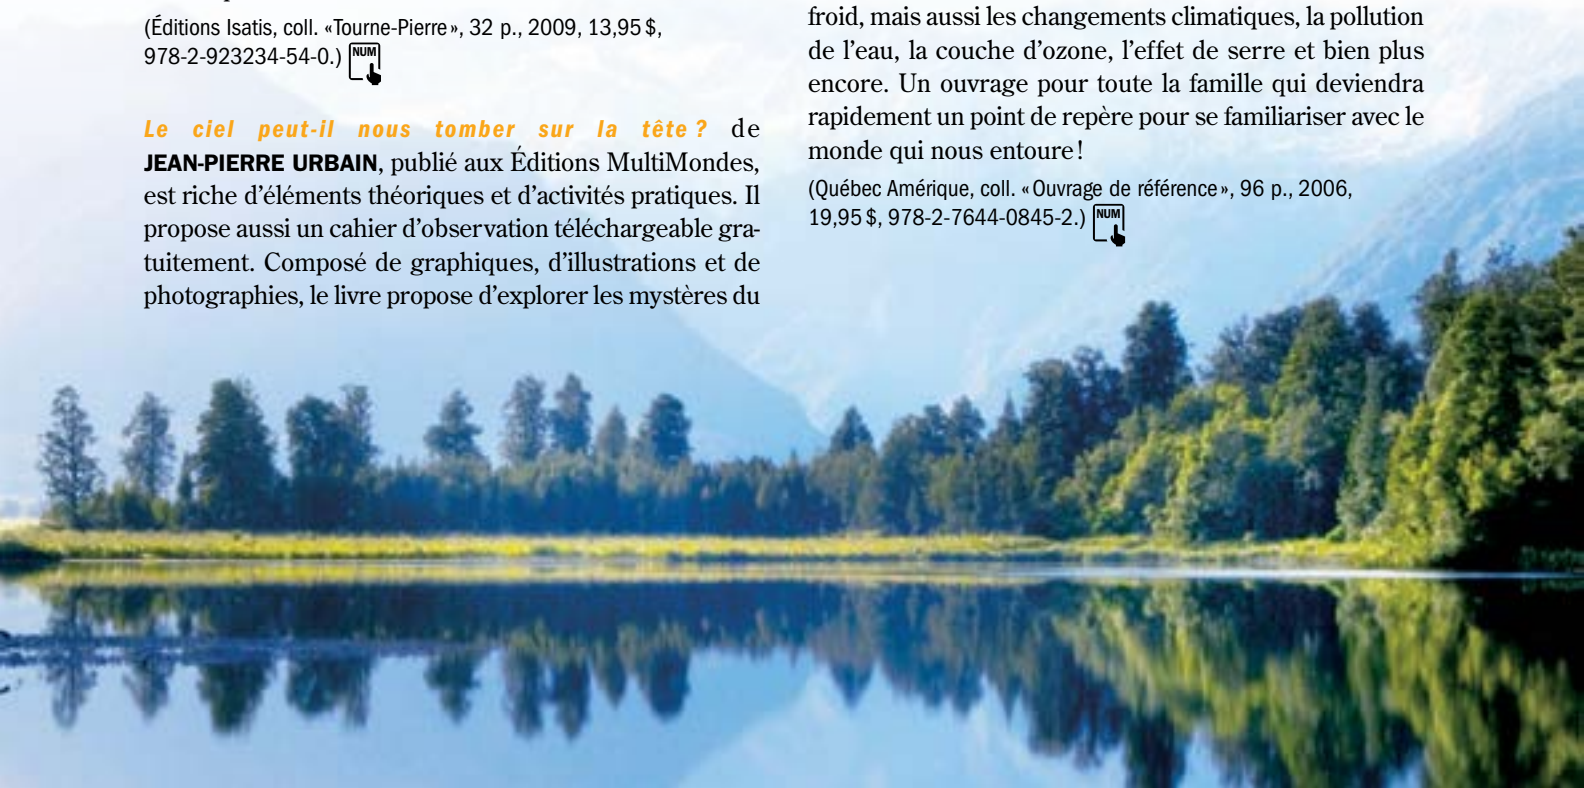 (Éditions Isatis, coll. «Tourne-Pierre», 32 p., 2009, 13,95 $,
978-2-923234-54-0.) NUM
Le ciel peut-il nous tomber sur la tête ? de
JEAN-PIERRE URBAIN, publié aux Éditions MultiMondes,
est riche d'éléments théoriques et d'activités pratiques. Il
propose aussi un cahier d'observation téléchargeable gra-
tuitement. Composé de graphiques, d'illustrations et de
photographies, le livre propose d'explorer les mystères du
froid, mais aussi les changements climatiques, la pollution
de l'eau, la couche d'ozone, l'effet de serre et bien plus
encore. Un ouvrage pour toute la famille qui deviendra
rapidement un point de repère pour se familiariser avec le
monde qui nous entoure !
(Québec Amérique, coll. « Ouvrage de référence », 96 p., 2006,
19,95 $, 978-2-7644-0845-2.) NUM